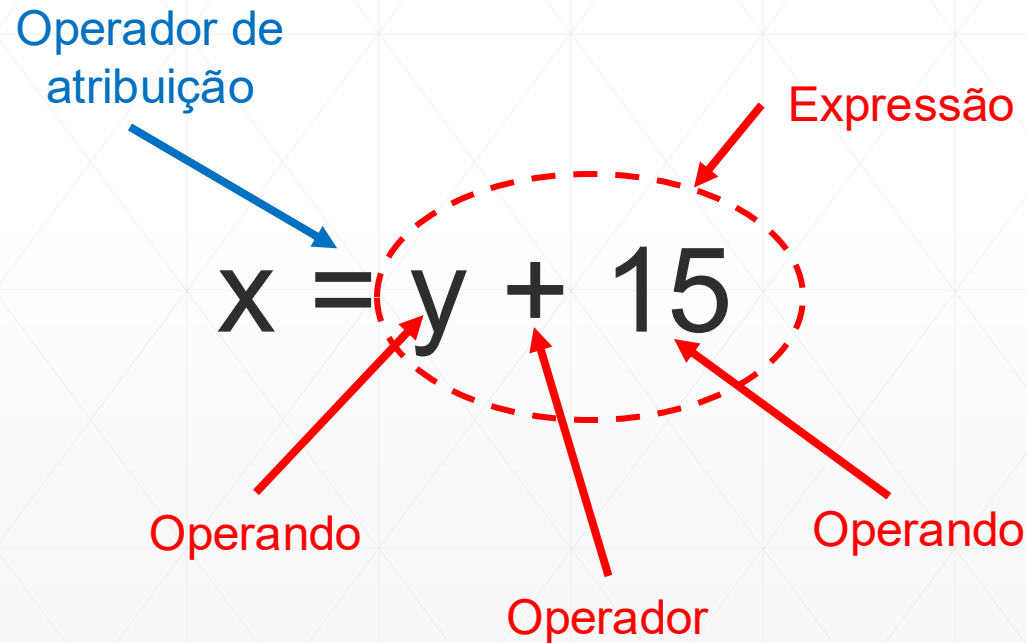 Operador de
atribuição
Expressão
x = y + 15
Operando
Operando
Operador